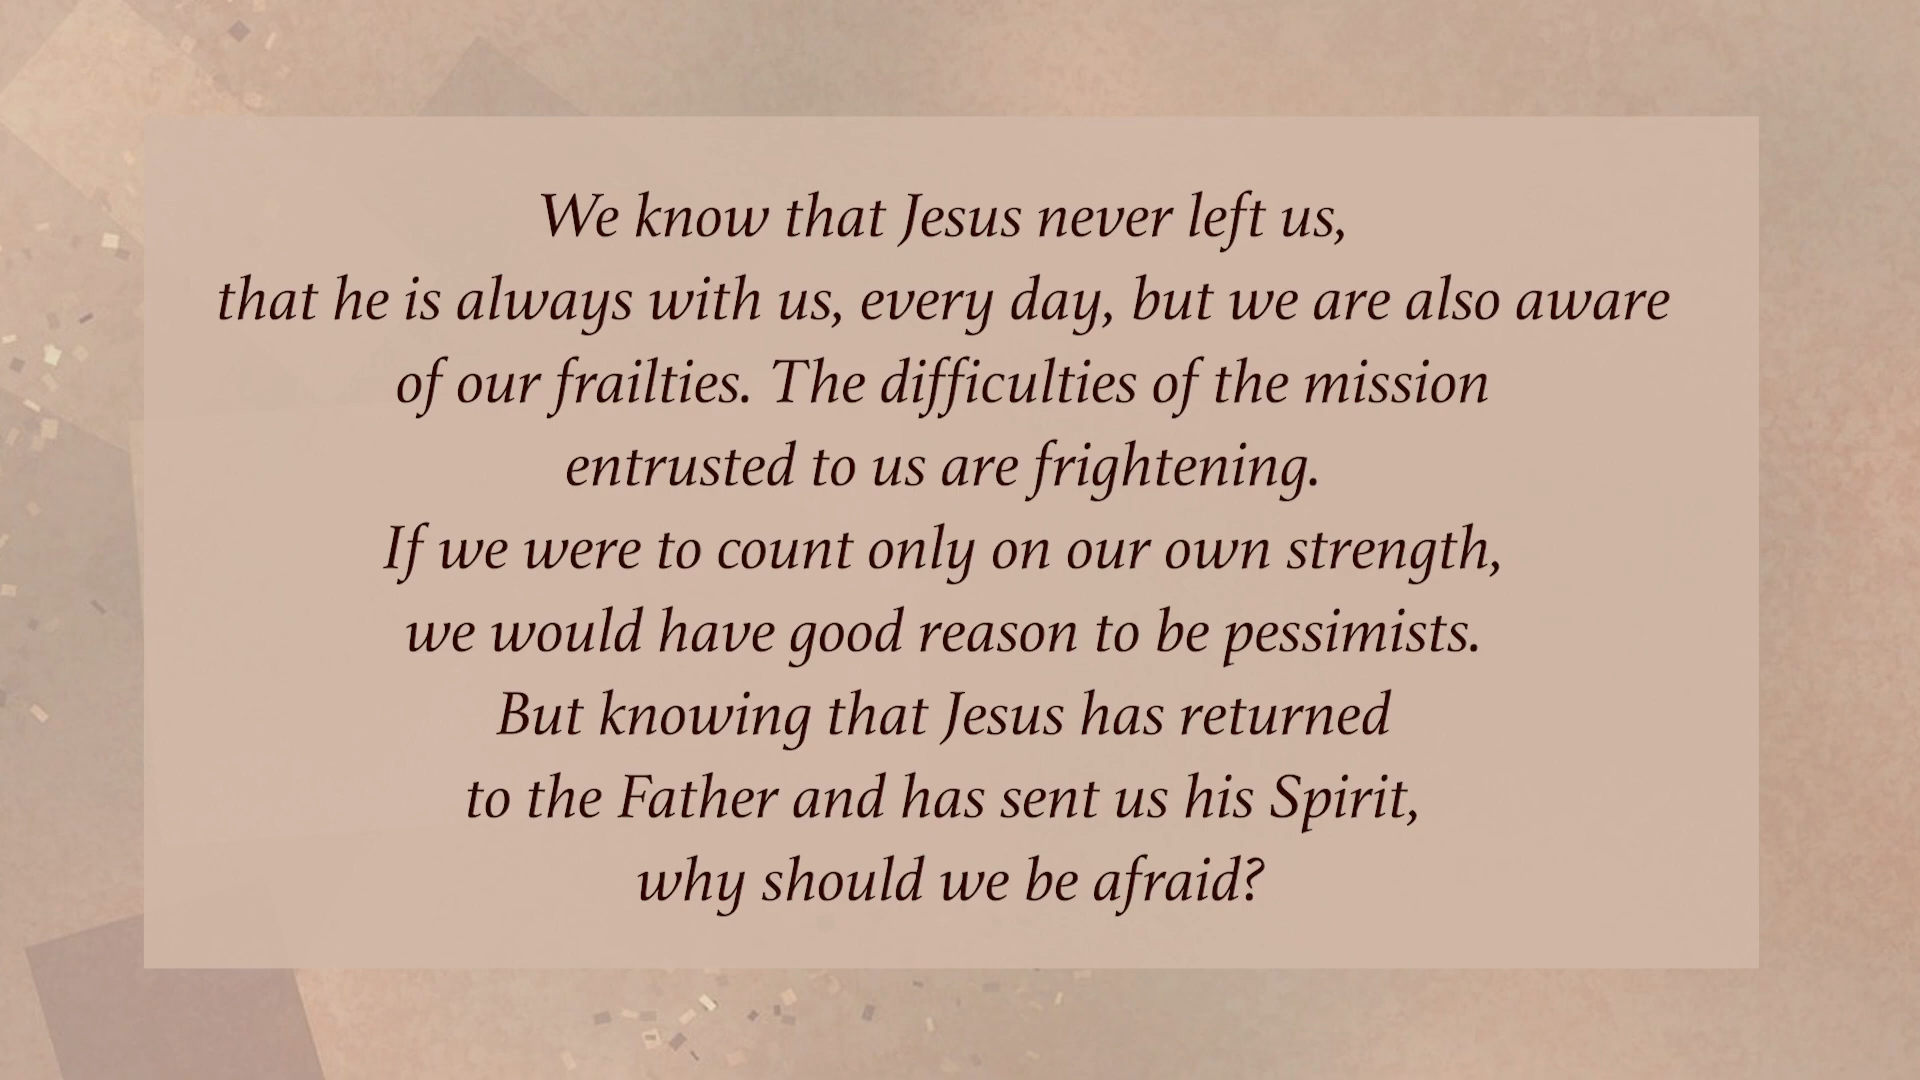 We know that Jesus never left us,
that he is always with us, every day, but we are also aware
of our frailties. The difficulties of the mission
entrusted to us are frightening.
If we were to count only on our own strength,
we would have good reason to be pessimists.
But knowing that Jesus has returned
to the Father and has sent us his Spirit,
why should we be afraid?